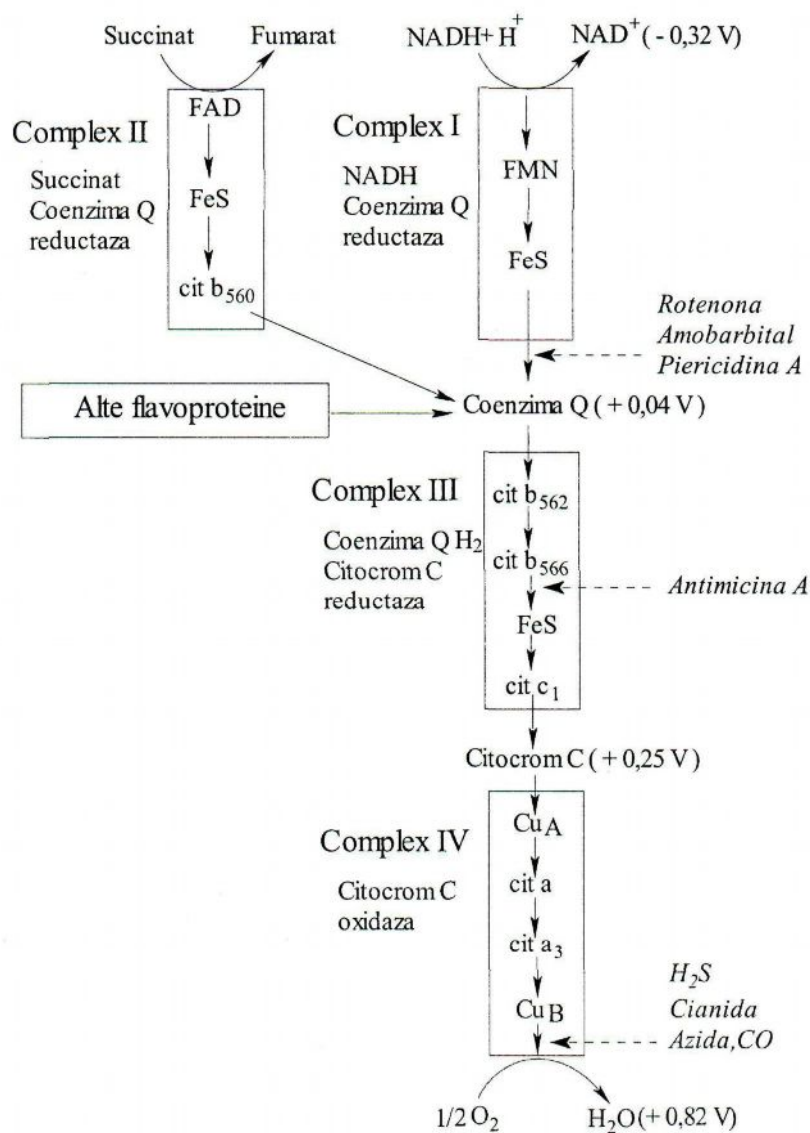 Succinat Fumarat NADH+ H⁺ NAD⁺ (- 0,32 V)
Complex II
Succinat
Coenzima Q
reductaza
FAD
FeS
cit b₅₆₀
Complex I
NADH
Coenzima Q
reductaza
FMN
FeS
Rotenona
Amobarbital
Piericidina A
Alte flavoproteine
Coenzima Q (+ 0,04 V)
Complex III
Coenzima Q H₂
Citocrom C
reductaza
cit b₅₆₂
cit b₅₆₆
Antimicina A
FeS
cit c₁
Citocrom C (+ 0,25 V)
Complex IV
Citocrom C
oxidaza
CuA
cit a
cit a₃
CuB
H₂S
Cianida
Azida,CO
1/2 O₂ H₂O (+ 0,82 V)